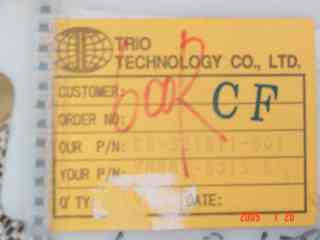 TRIO
TECHNOLOGY CO., LTD.
CUSTOMER:
CF
ORDER NO:
OUR P/N:
YOUR P/N:
Q'TY:
DATE:
2005 1 20